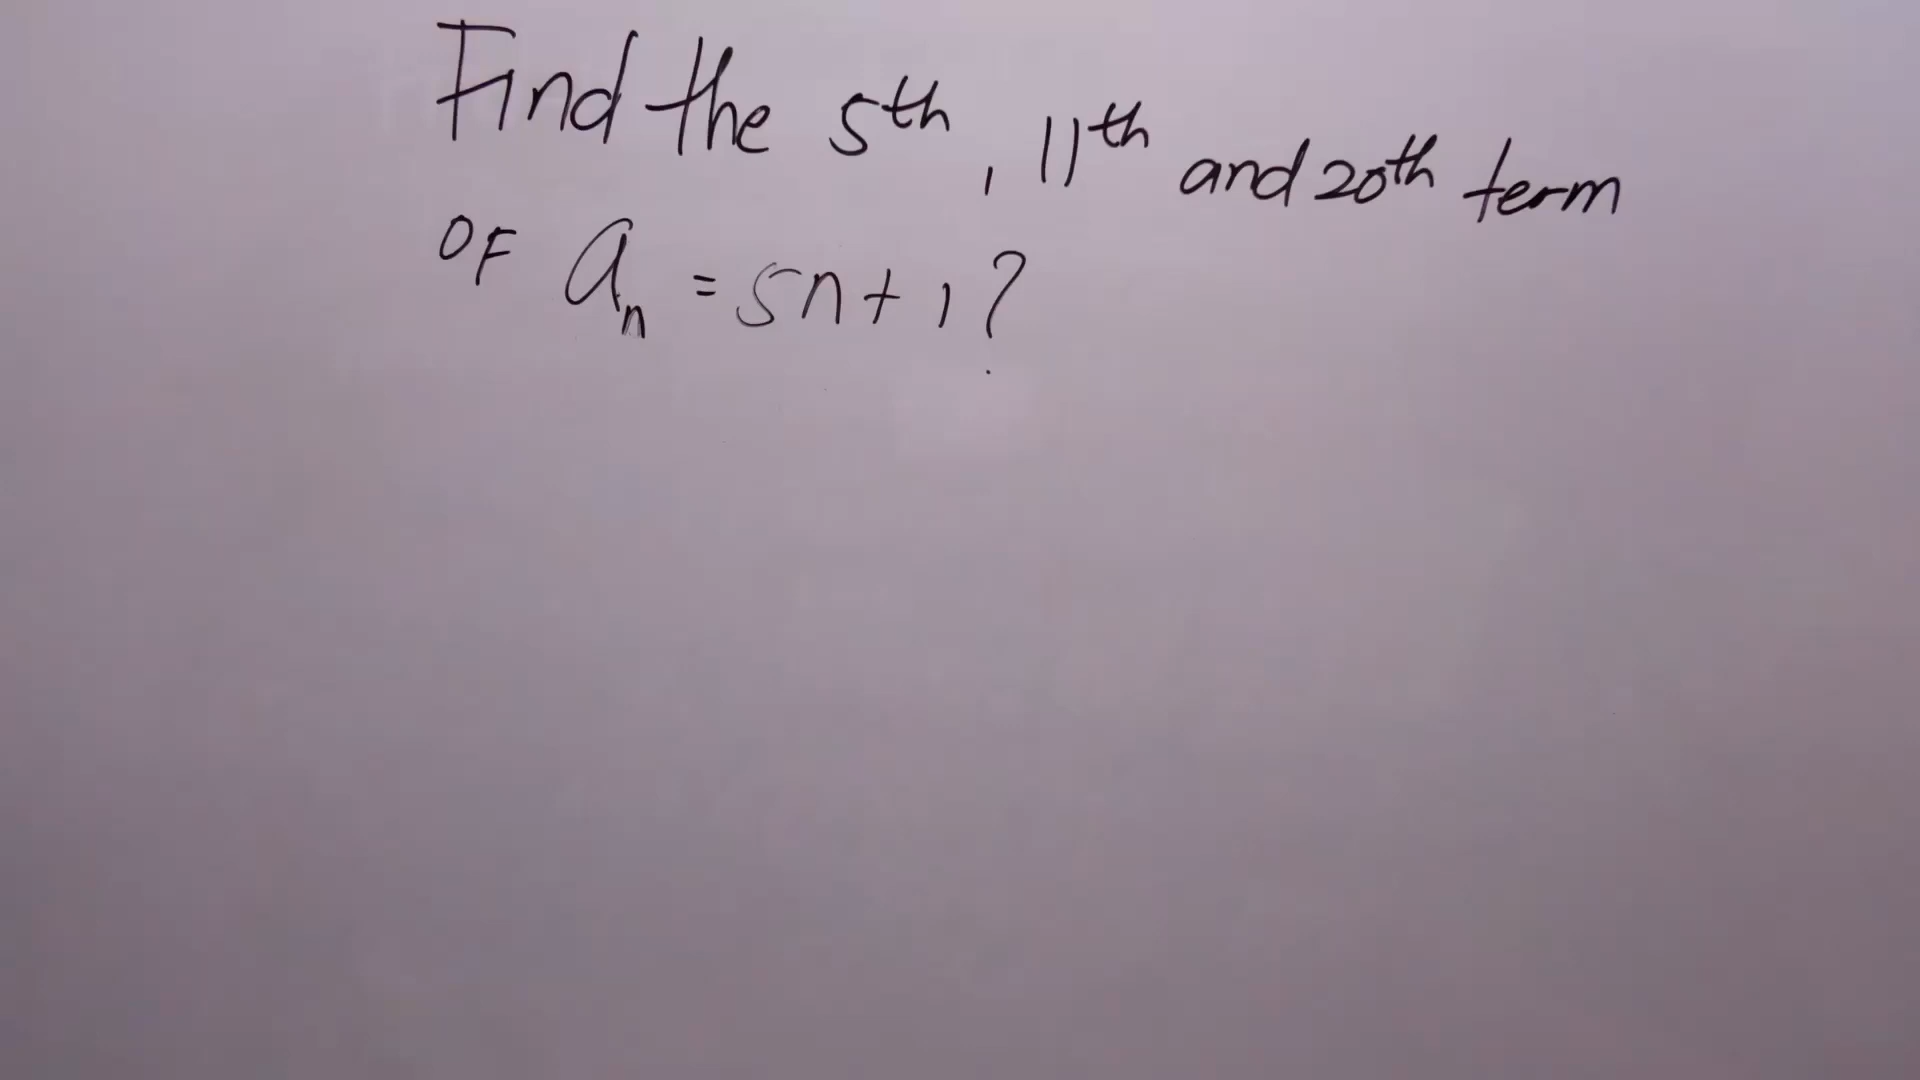 Find the 5th, 11th and 20th term
OF aₙ = 5n + 1?